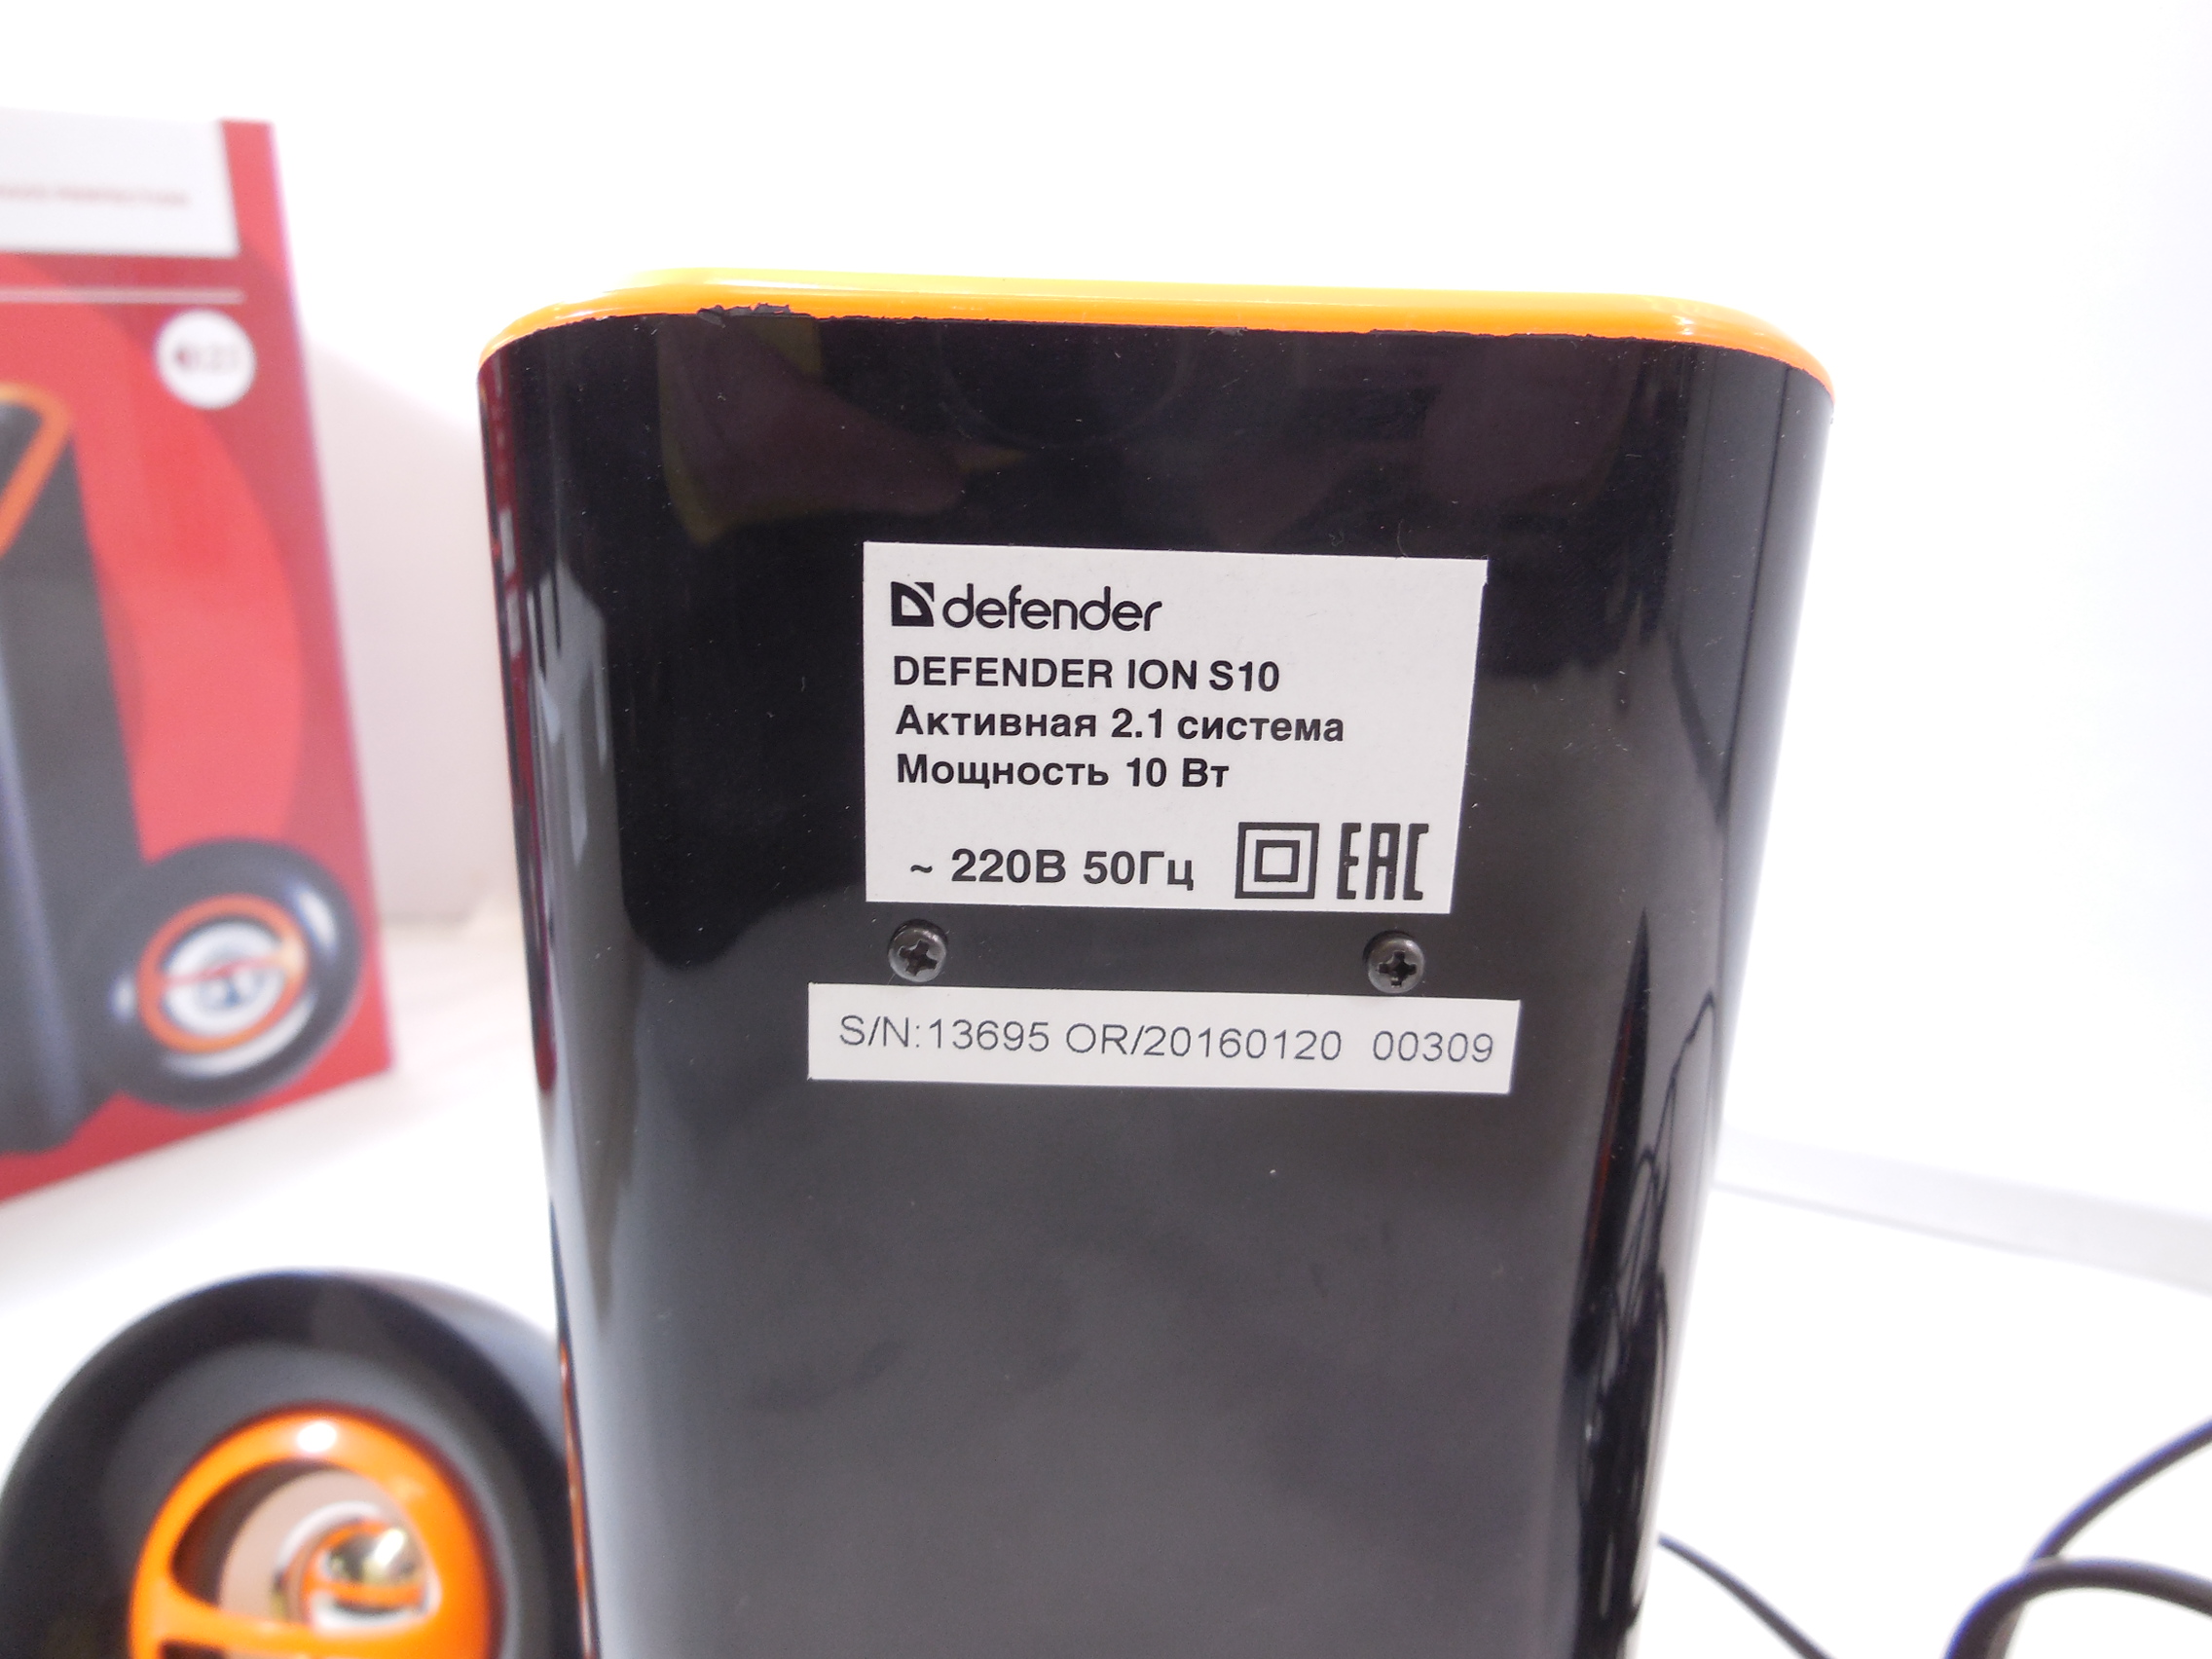 defender
DEFENDER ION S10
Активная 2.1 система
Мощность 10 Вт
~ 220В 50Гц EAC
S/N:13695 OR/20160120 00309